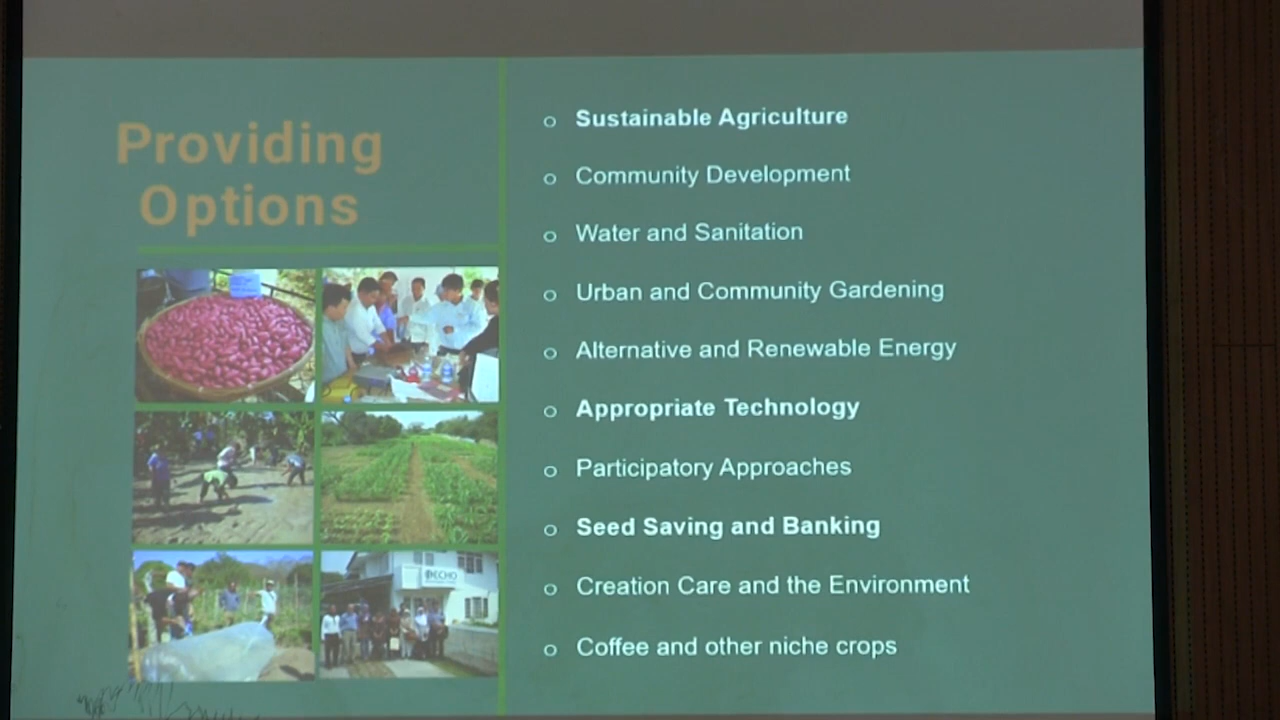 Providing
Options
Sustainable Agriculture
Community Development
Water and Sanitation
Urban and Community Gardening
Alternative and Renewable Energy
Appropriate Technology
Participatory Approaches
Seed Saving and Banking
Creation Care and the Environment
Coffee and other niche crops
ECHO